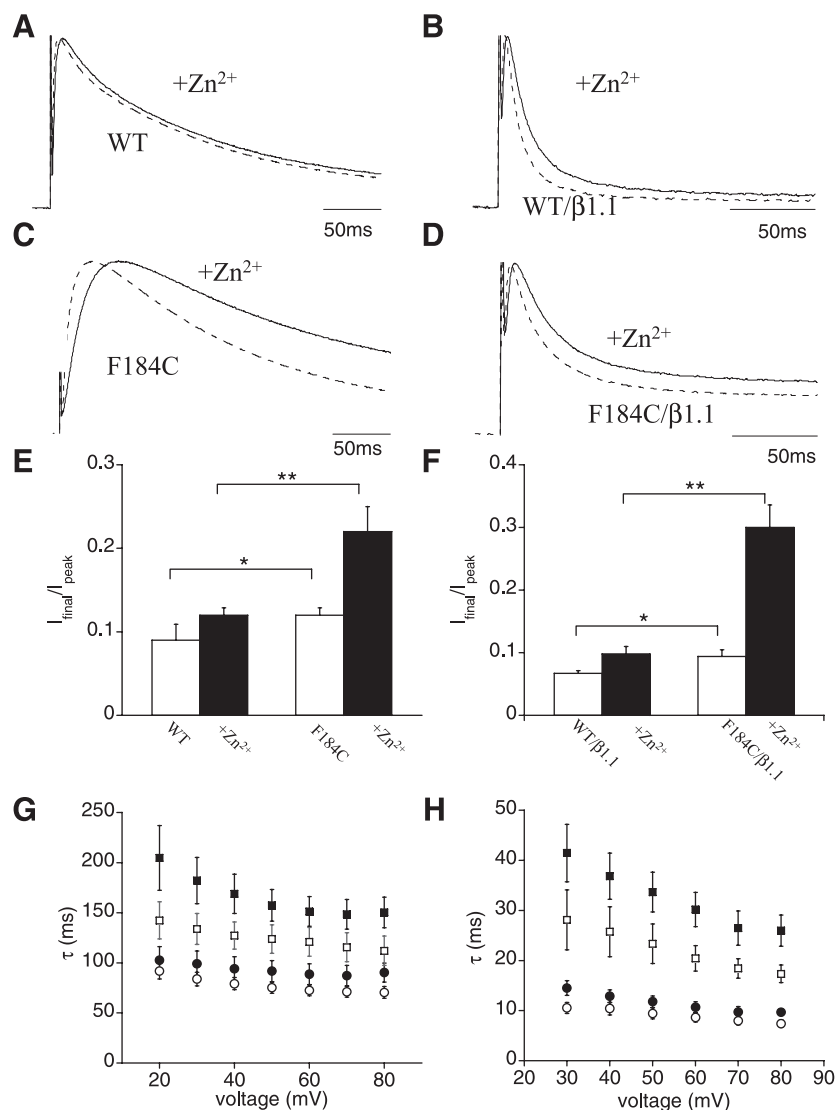 A
+Zn²⁺
WT
50ms
B
+Zn²⁺
WT/β1.1
50ms
C
+Zn²⁺
F184C
50ms
D
+Zn²⁺
F184C/β1.1
50ms
E
0.3
0.2
0.1
0
I_final/I_peak
**
*
WT
+Zn²⁺
F184C
+Zn²⁺
F
0.4
0.3
0.2
0.1
0
I_final/I_peak
**
*
WT/β1.1
+Zn²⁺
F184C/β1.1
+Zn²⁺
G
250
200
150
100
50
0
τ (ms)
20 40 60 80
voltage (mV)
H
50
40
30
20
10
0
τ (ms)
20 30 40 50 60 70 80 90
voltage (mV)